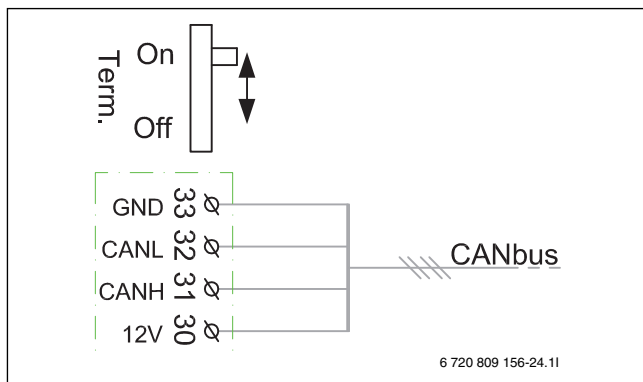 On
Term.
Off
GND 33
CANL 32
CANH 31
12V 30
CANbus
6 720 809 156-24.1I